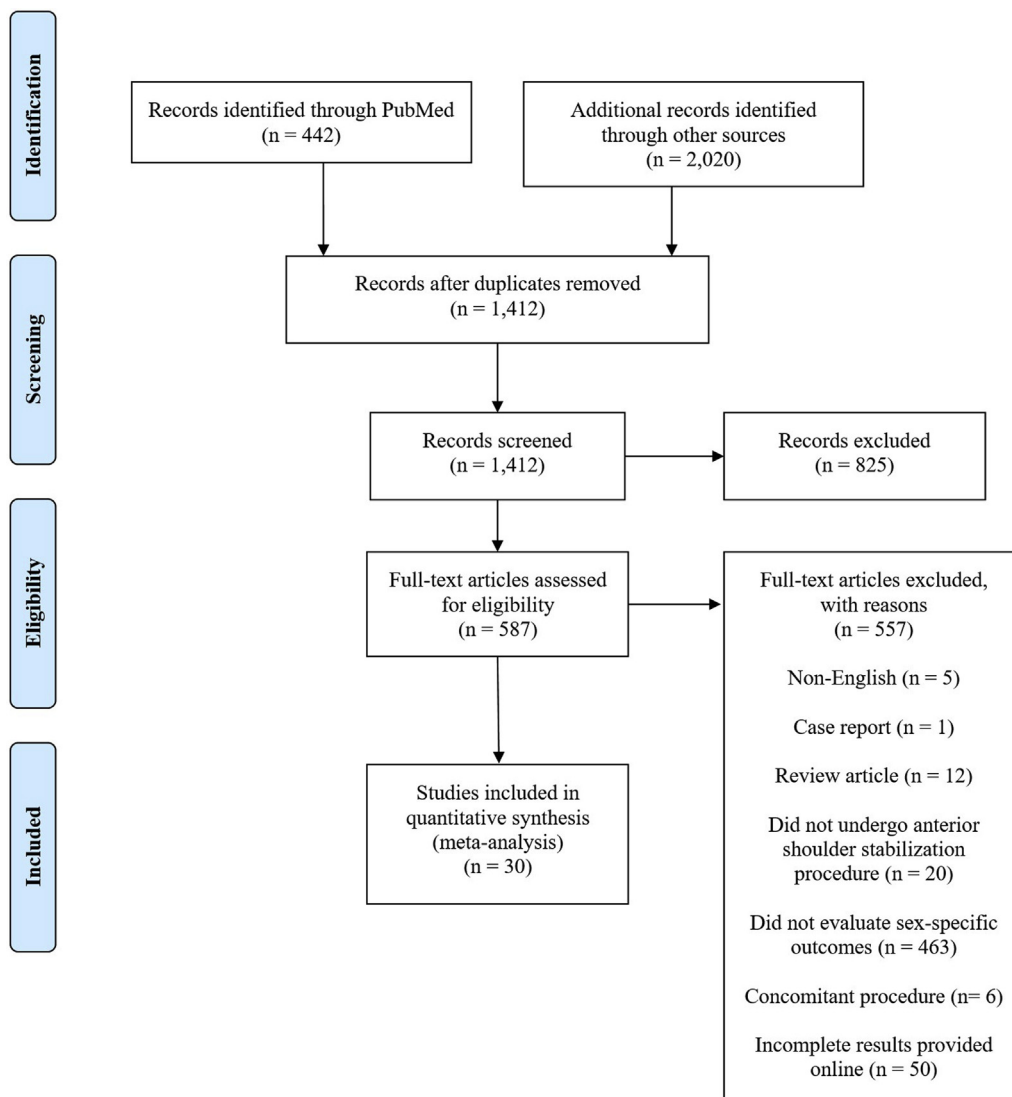 Identification
Records identified through PubMed
(n = 442)
Additional records identified
through other sources
(n = 2,020)
Screening
Records after duplicates removed
(n = 1,412)
Records screened
(n = 1,412)
Records excluded
(n = 825)
Eligibility
Full-text articles assessed
for eligibility
(n = 587)
Full-text articles excluded,
with reasons
(n = 557)
Non-English (n = 5)
Case report (n = 1)
Review article (n = 12)
Did not undergo anterior
shoulder stabilization
procedure (n = 20)
Did not evaluate sex-specific
outcomes (n = 463)
Concomitant procedure (n= 6)
Incomplete results provided
online (n = 50)
Included
Studies included in
quantitative synthesis
(meta-analysis)
(n = 30)